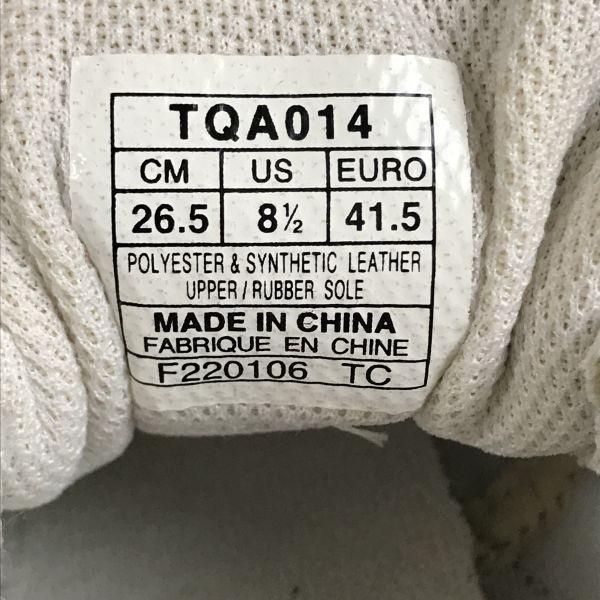 TQA014
CM US EURO
26.5 8½ 41.5
POLYESTER & SYNTHETIC LEATHER
UPPER / RUBBER SOLE
MADE IN CHINA
FABRIQUE EN CHINE
F220106 TC